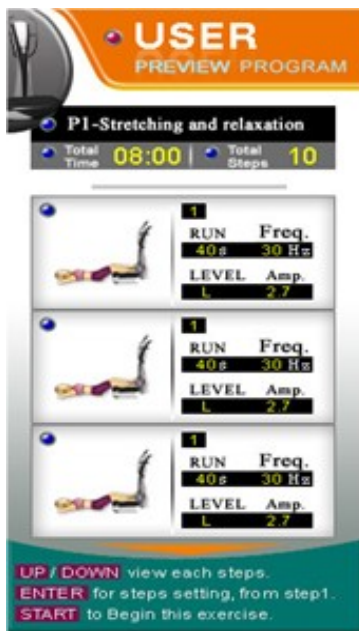 USER
PREVIEW PROGRAM
P1-Stretching and relaxation
Total Time 08:00 Total Steps 10
1
RUN Freq.
40s 30 Hz
LEVEL Amp.
L 2.7
1
RUN Freq.
40s 30 Hz
LEVEL Amp.
L 2.7
1
RUN Freq.
40s 30 Hz
LEVEL Amp.
L 2.7
UP / DOWN view each steps.
ENTER for steps setting, from step1.
START to Begin this exercise.